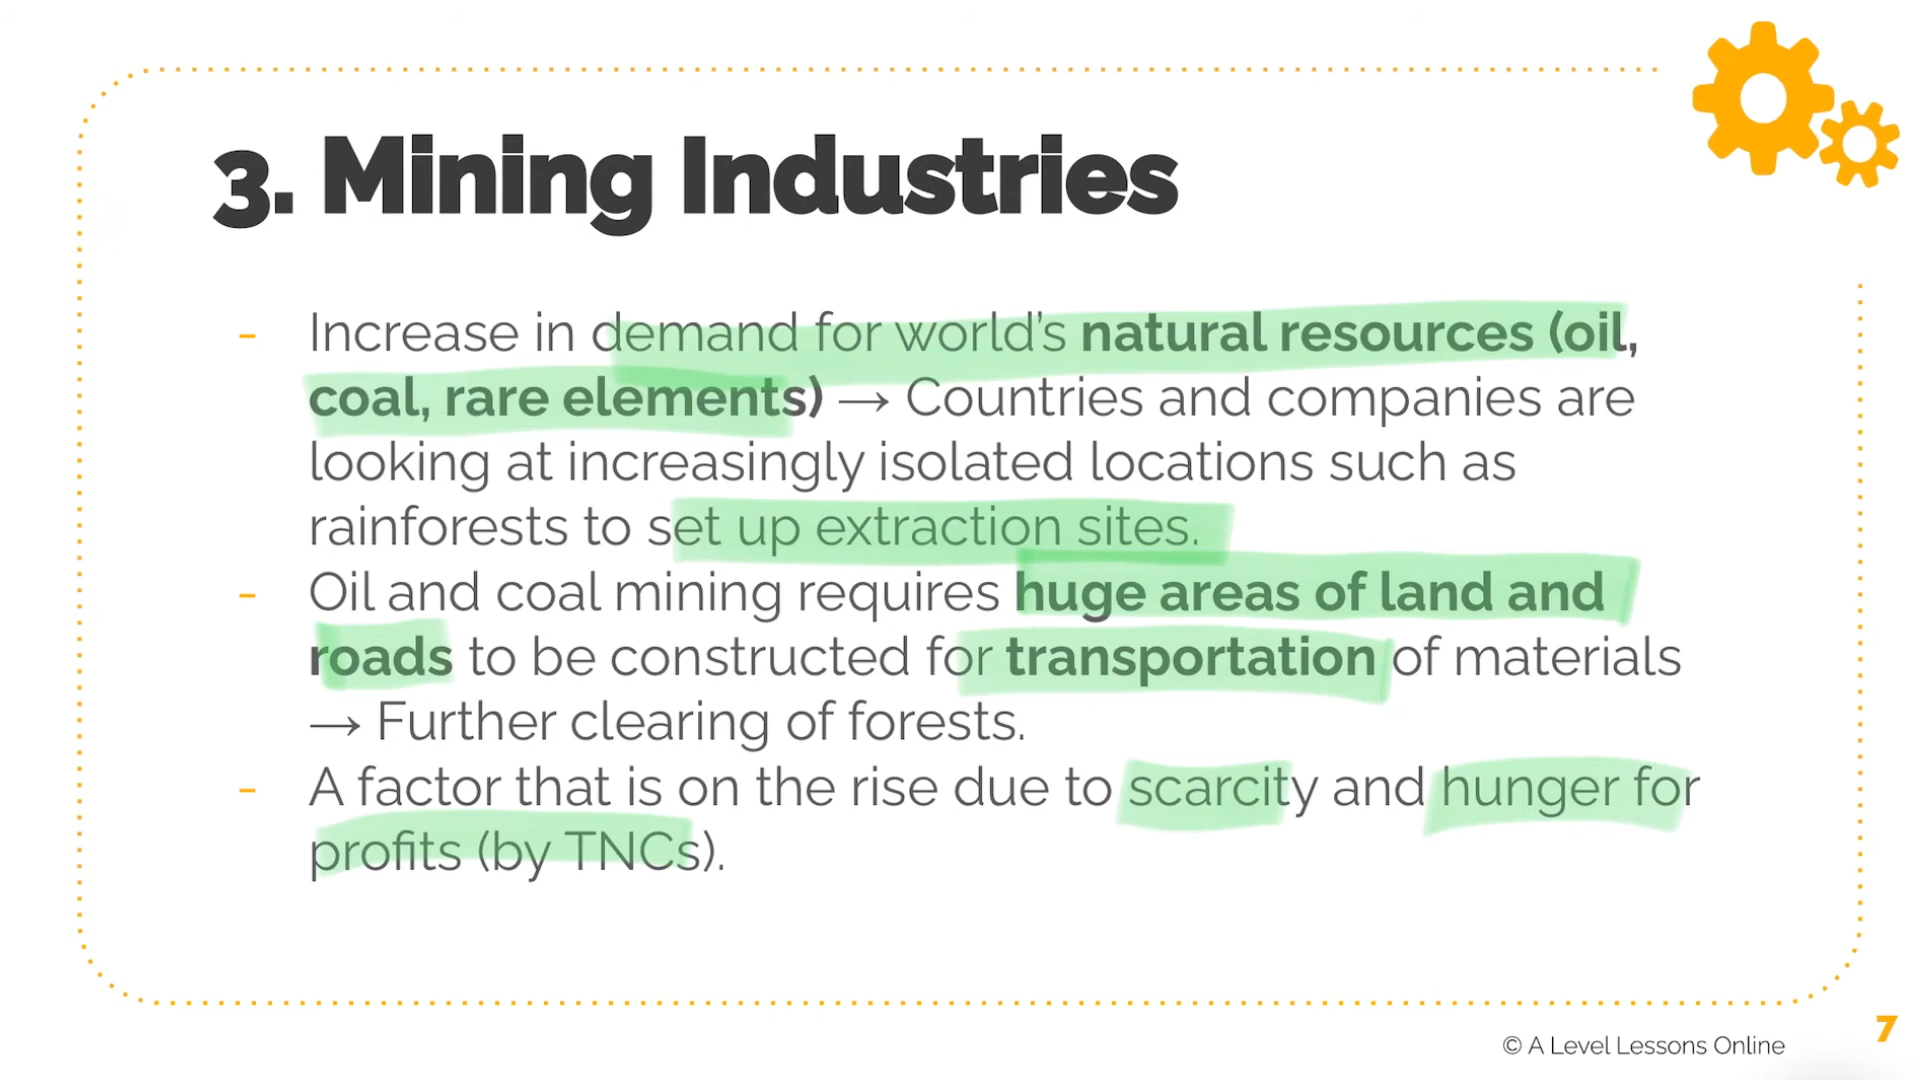 3. Mining Industries
- Increase in demand for world's natural resources (oil,
coal, rare elements) → Countries and companies are
looking at increasingly isolated locations such as
rainforests to set up extraction sites.
- Oil and coal mining requires huge areas of land and
roads to be constructed for transportation of materials
→ Further clearing of forests.
- A factor that is on the rise due to scarcity and hunger for
profits (by TNCs).
7
© A Level Lessons Online